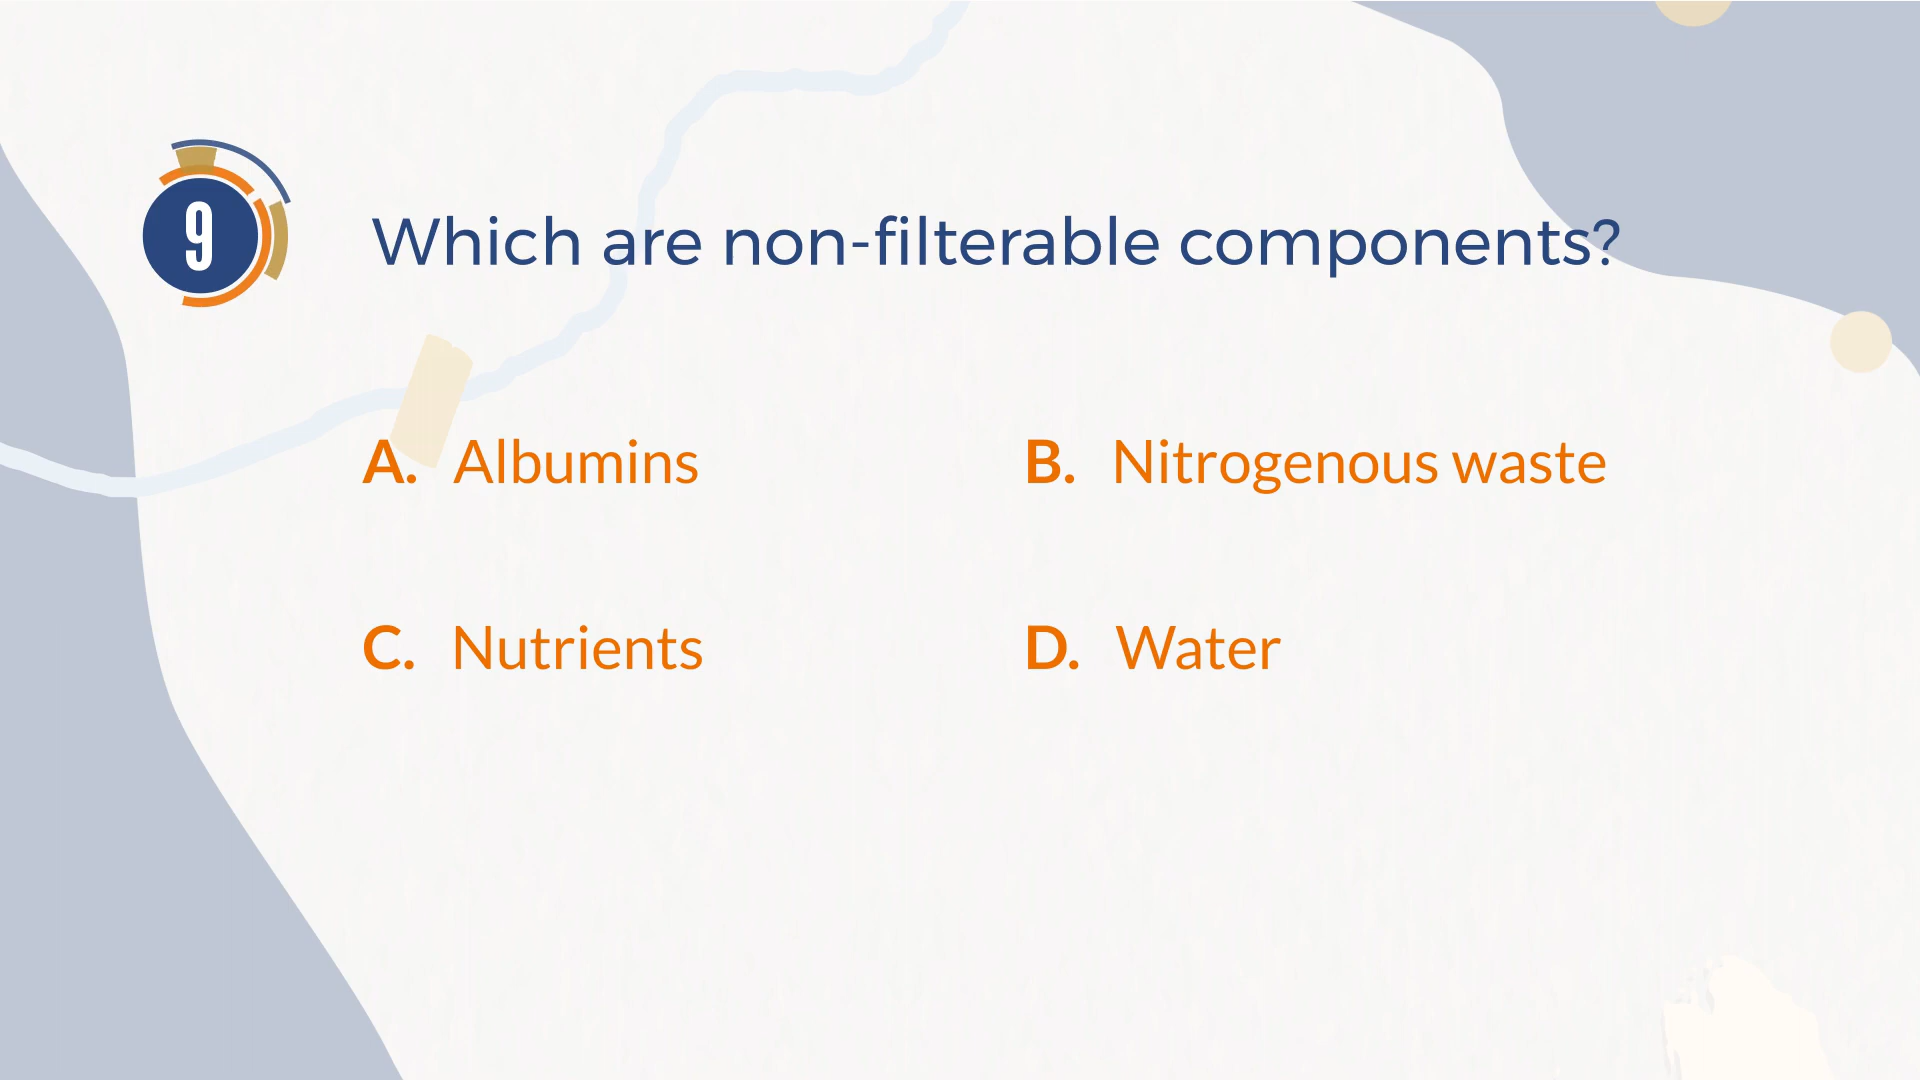 9
Which are non-filterable components?
A. Albumins
B. Nitrogenous waste
C. Nutrients
D. Water